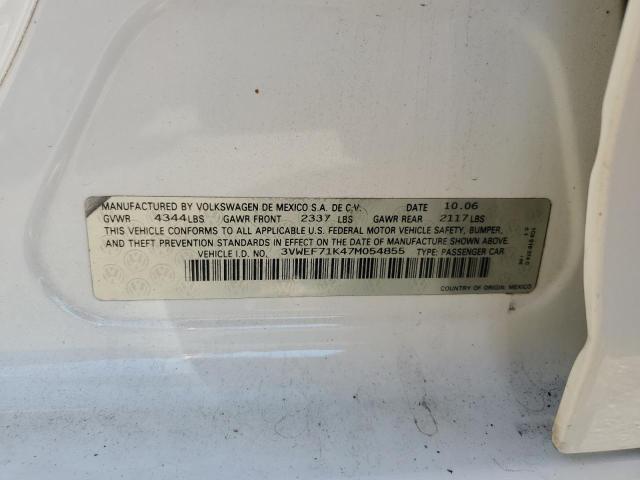 MANUFACTURED BY VOLKSWAGEN DE MEXICO S.A. DE C.V. DATE 10.06
GVWR 4344LBS GAWR FRONT 2337 LBS GAWR REAR 2117LBS
THIS VEHICLE CONFORMS TO ALL APPLICABLE U.S. FEDERAL MOTOR VEHICLE SAFETY, BUMPER,
AND THEFT PREVENTION STANDARDS IN EFFECT ON THE DATE OF MANUFACTURE SHOWN ABOVE.
VEHICLE I.D. NO. 3VWEF71K47M054855 TYPE: PASSENGER CAR
COUNTRY OF ORIGIN: MEXICO